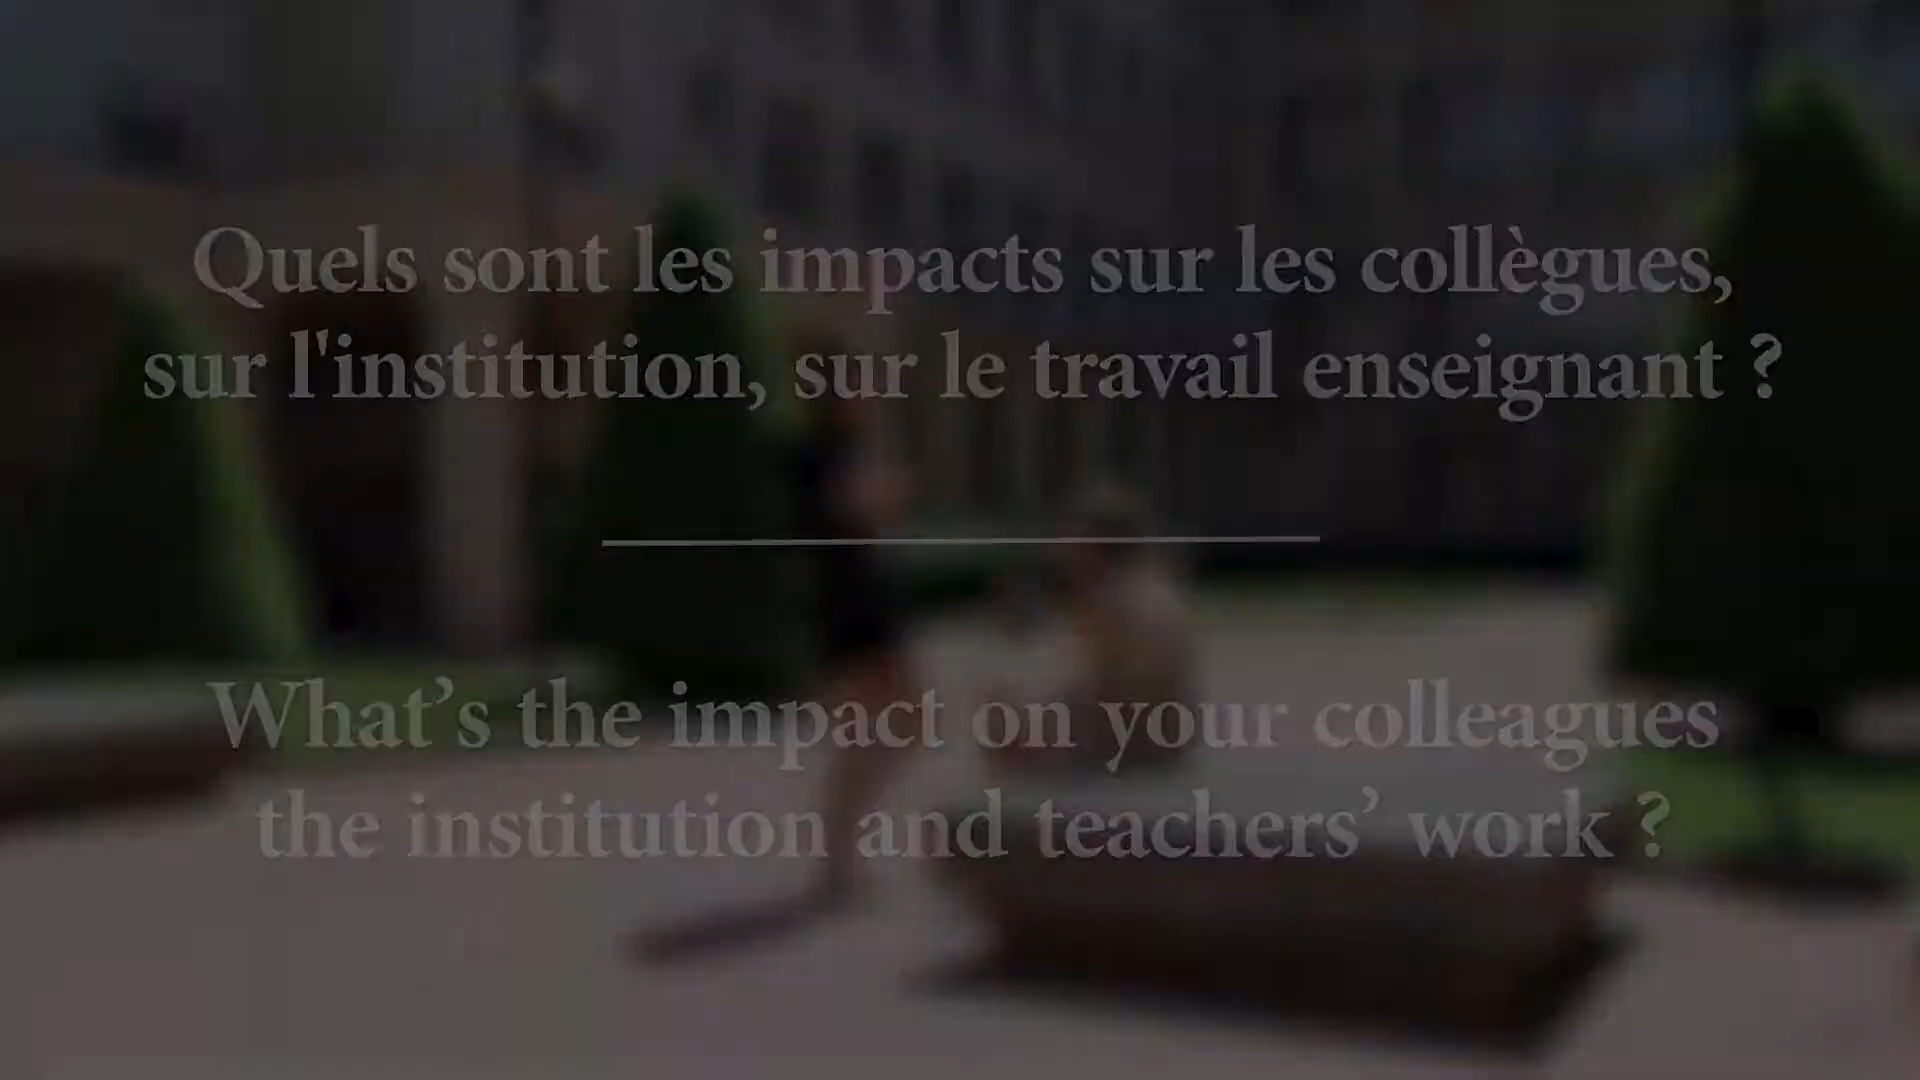 Quels sont les impacts sur les collègues,
sur l'institution, sur le travail enseignant ?
What’s the impact on your colleagues
the institution and teachers’ work ?